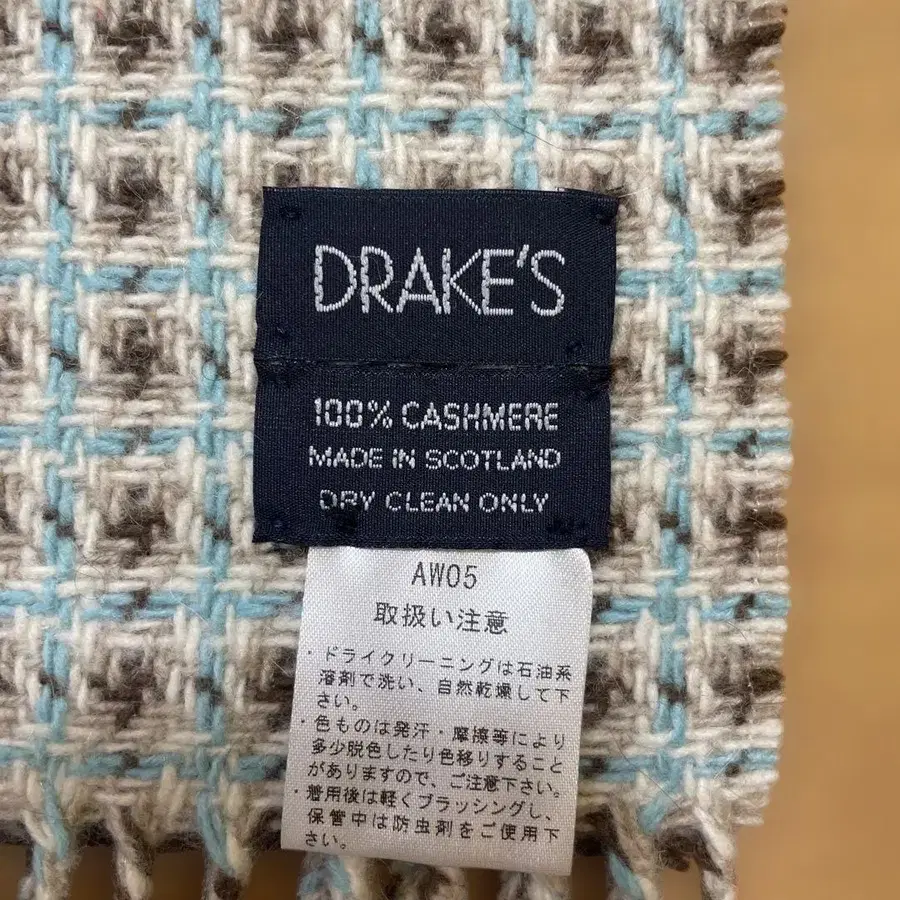 DRAKE'S
100% CASHMERE
MADE IN SCOTLAND
DRY CLEAN ONLY
AW05
取扱い注意
・ドライクリーニングは石油系
溶剤で洗い、自然乾燥して下
さい。
・色ものは発汗・摩擦等により
多少脱色したり色移りすること
がありますので、ご注意下さい。
・着用後は軽くブラッシングし、
保管中は防虫剤をご使用下
さい。